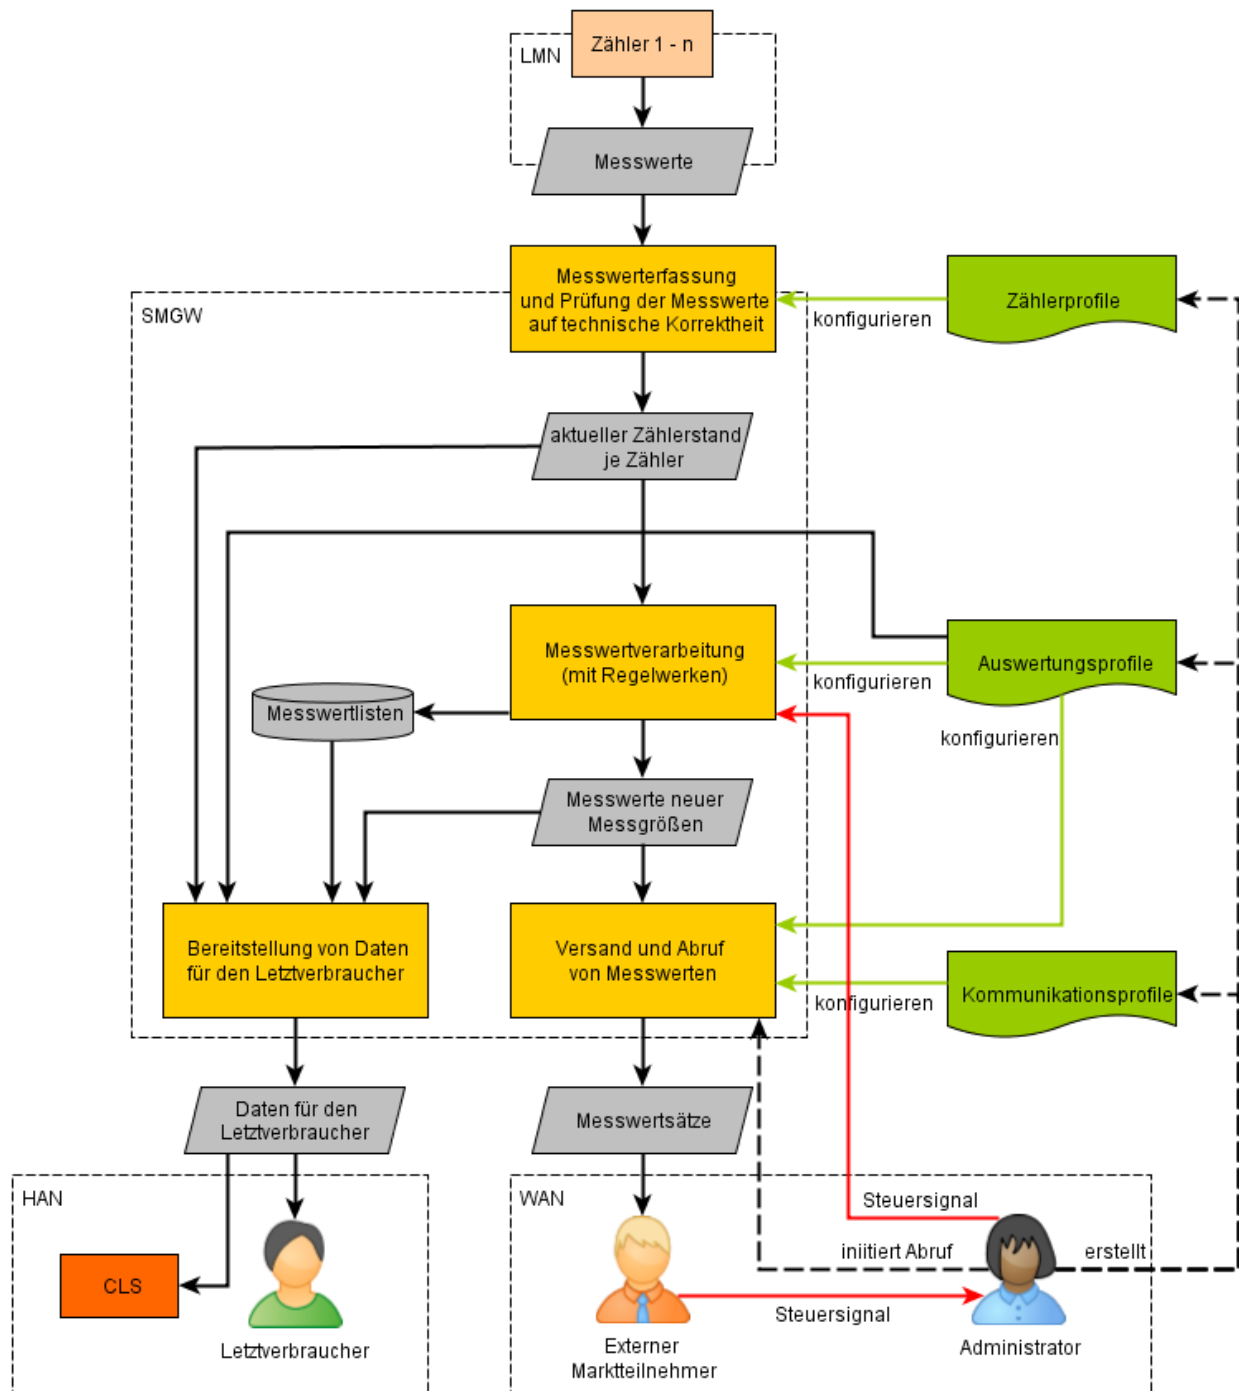 Zähler 1 - n
LMN
Messwerte
Messwerterfassung
und Prüfung der Messwerte
auf technische Korrektheit
Zählerprofile
SMGW
konfigurieren
aktueller Zählerstand
je Zähler
Messwertverarbeitung
(mit Regelwerken)
Auswertungsprofile
konfigurieren
Messwertlisten
konfigurieren
Messwerte neuer
Messgrößen
Bereitstellung von Daten
für den Letztverbraucher
Versand und Abruf
von Messwerten
Kommunikationsprofile
konfigurieren
Daten für den
Letztverbraucher
Messwertsätze
HAN
WAN
Steuersignal
iniitiert Abruf
erstellt
CLS
Steuersignal
Letztverbraucher
Externer
Marktteilnehmer
Administrator